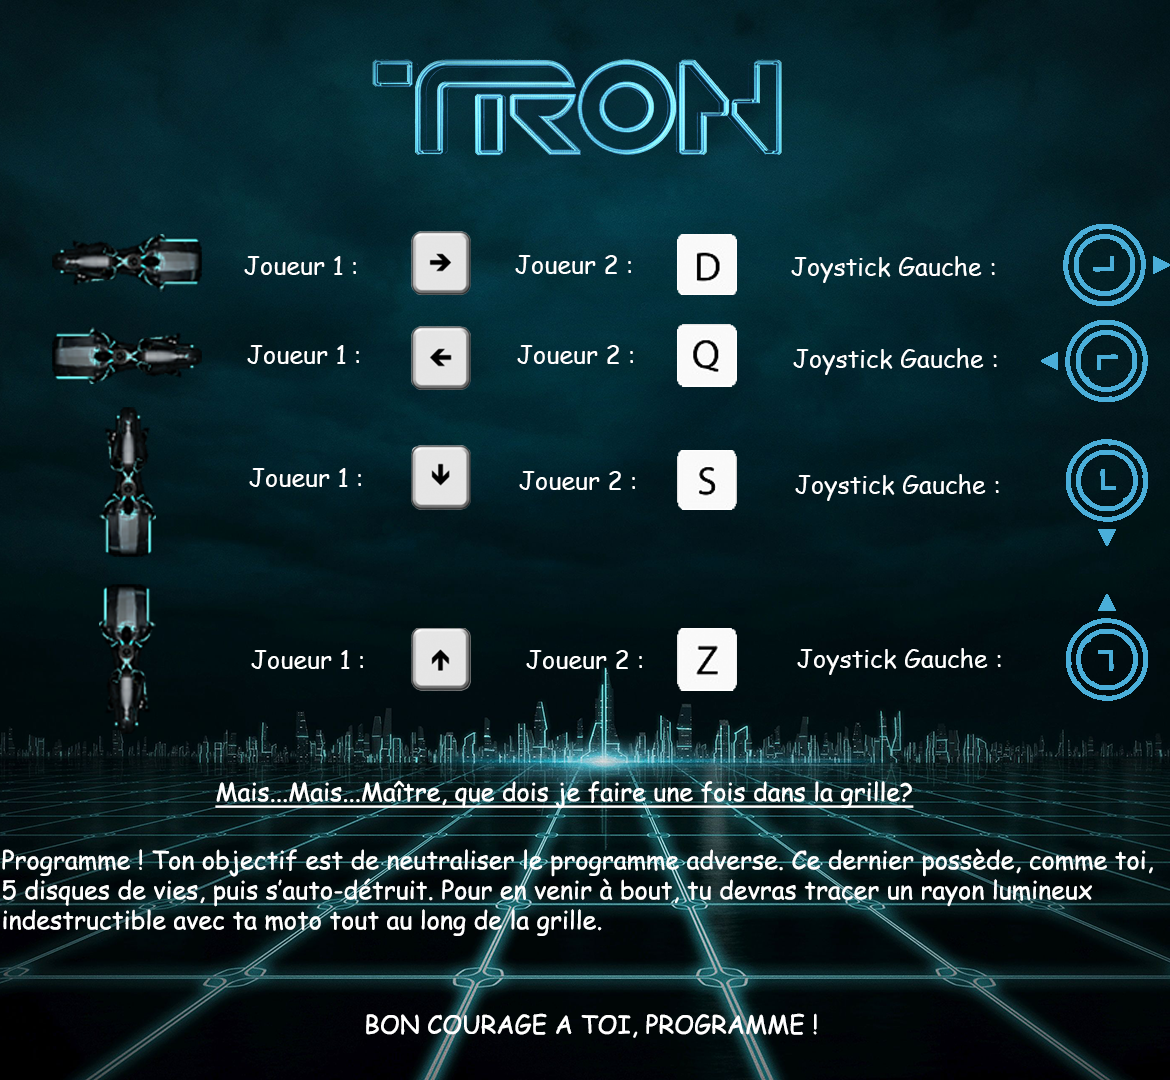 TRON
Joueur 1 : Joueur 2 : D Joystick Gauche :
Joueur 1 : Joueur 2 : Q Joystick Gauche :
Joueur 1 : Joueur 2 : S Joystick Gauche :
Joueur 1 : Joueur 2 : Z Joystick Gauche :
Mais...Mais...Maître, que dois je faire une fois dans la grille?
Programme ! Ton objectif est de neutraliser le programme adverse. Ce dernier possède, comme toi,
5 disques de vies, puis s'auto-détruit. Pour en venir à bout, tu devras tracer un rayon lumineux
indestructible avec ta moto tout au long de la grille.
BON COURAGE A TOI, PROGRAMME !